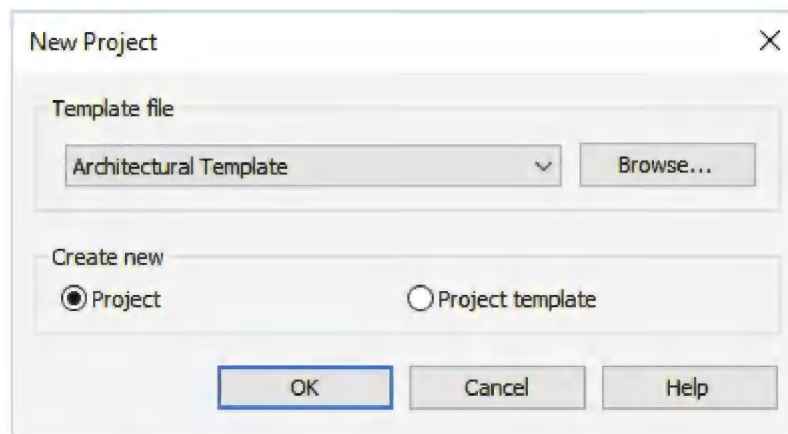 New Project
Template file
Architectural Template
Browse...
Create new
Project
Project template
OK
Cancel
Help